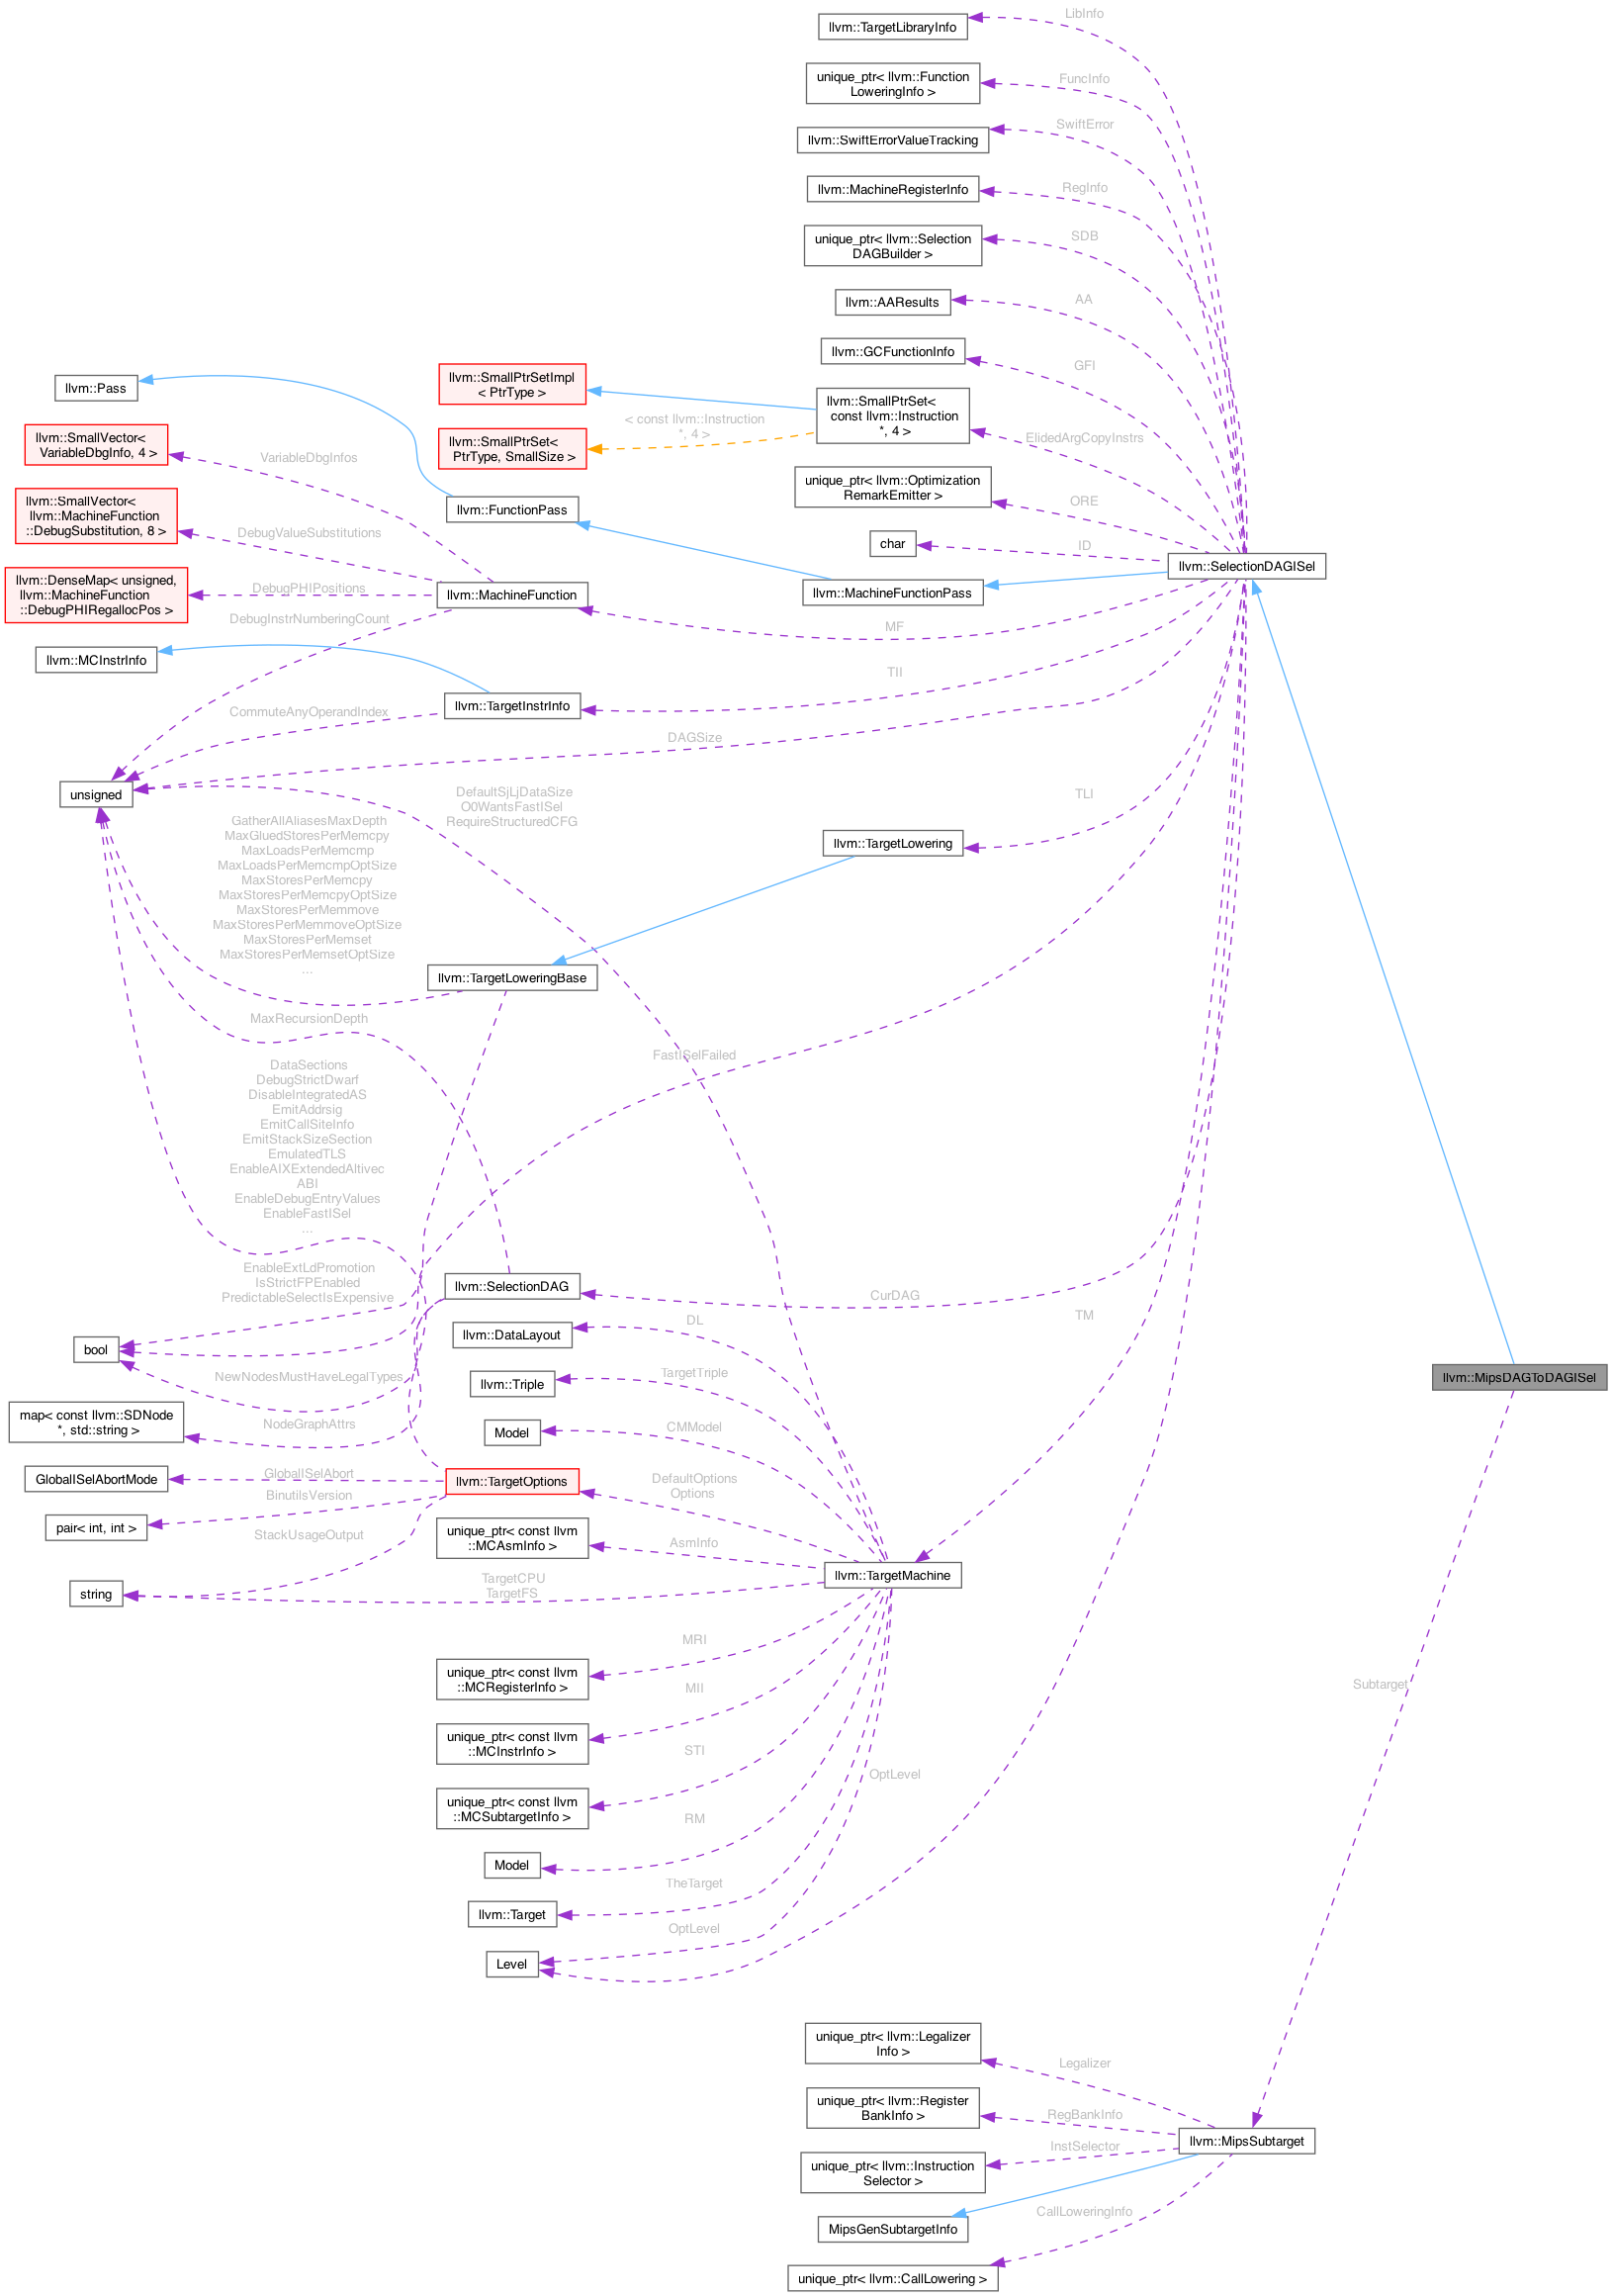 llvm::TargetLibraryInfo
LibInfo
unique_ptr< llvm::Function
LoweringInfo >
FuncInfo
llvm::SwiftErrorValueTracking
SwiftError
llvm::MachineRegisterInfo
RegInfo
unique_ptr< llvm::Selection
DAGBuilder >
SDB
llvm::AAResults
AA
llvm::GCFunctionInfo
GFI
llvm::Pass
llvm::SmallPtrSetImpl
< PtrType >
llvm::SmallPtrSet<
const llvm::Instruction
*, 4 >
< const llvm::Instruction
*, 4 >
ElidedArgCopyInstrs
llvm::SmallVector<
VariableDbgInfo, 4 >
VariableDbgInfos
llvm::SmallPtrSet<
PtrType, SmallSize >
unique_ptr< llvm::Optimization
RemarkEmitter >
ORE
llvm::SmallVector<
llvm::MachineFunction
::DebugSubstitution, 8 >
DebugValueSubstitutions
llvm::FunctionPass
char
ID
llvm::SelectionDAGISel
llvm::DenseMap< unsigned,
llvm::MachineFunction
::DebugPHIRegallocPos >
DebugPHIPositions
llvm::MachineFunction
llvm::MachineFunctionPass
DebugInstrNumberingCount
MF
llvm::MCInstrInfo
TII
CommuteAnyOperandIndex
llvm::TargetInstrInfo
DAGSize
unsigned
DefaultSjLjDataSize
O0WantsFastISel
RequireStructuredCFG
TLI
GatherAllAliasesMaxDepth
MaxGluedStoresPerMemcpy
MaxLoadsPerMemcmp
MaxLoadsPerMemcmpOptSize
MaxStoresPerMemcpy
MaxStoresPerMemcpyOptSize
MaxStoresPerMemmove
MaxStoresPerMemmoveOptSize
MaxStoresPerMemset
MaxStoresPerMemsetOptSize
...
llvm::TargetLowering
llvm::TargetLoweringBase
MaxRecursionDepth
FastISelFailed
DataSections
DebugStrictDwarf
DisableIntegratedAS
EmitAddrsig
EmitCallSiteInfo
EmitStackSizeSection
EmulatedTLS
EnableAIXExtendedAltivec
ABI
EnableDebugEntryValues
EnableFastISel
...
EnableExtLdPromotion
IsStrictFPEnabled
PredictableSelectIsExpensive
llvm::SelectionDAG
CurDAG
TM
bool
llvm::DataLayout
DL
NewNodesMustHaveLegalTypes
llvm::Triple
TargetTriple
llvm::MipsDAGToDAGISel
map< const llvm::SDNode
*, std::string >
NodeGraphAttrs
Model
CMModel
GlobalISelAbortMode
GlobalISelAbort
llvm::TargetOptions
DefaultOptions
Options
pair< int, int >
BinutilsVersion
StackUsageOutput
unique_ptr< const llvm
::MCAsmInfo >
AsmInfo
llvm::TargetMachine
string
TargetCPU
TargetFS
MRI
unique_ptr< const llvm
::MCRegisterInfo >
MII
Subtarget
unique_ptr< const llvm
::MCInstrInfo >
STI
OptLevel
unique_ptr< const llvm
::MCSubtargetInfo >
RM
Model
TheTarget
llvm::Target
OptLevel
Level
unique_ptr< llvm::Legalizer
Info >
Legalizer
unique_ptr< llvm::Register
BankInfo >
RegBankInfo
llvm::MipsSubtarget
InstSelector
unique_ptr< llvm::Instruction
Selector >
CallLoweringInfo
MipsGenSubtargetInfo
unique_ptr< llvm::CallLowering >